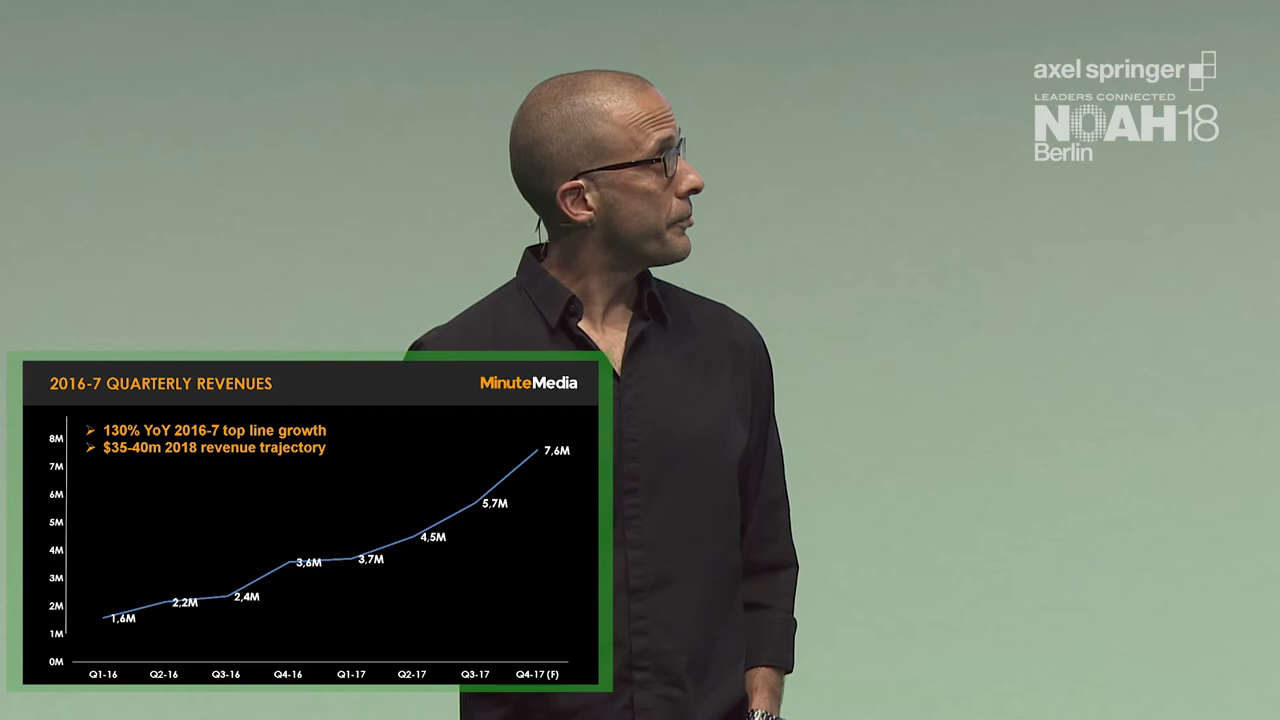 axel springer
LEADERS CONNECTED
NOAH18
Berlin
2016-7 QUARTERLY REVENUES
MinuteMedia
130% YoY 2016-7 top line growth
$35-40m 2018 revenue trajectory
8M
7M
6M
5M
4M
3M
2M
1M
0M
1,6M
2,2M
2,4M
3,6M
3,7M
4,5M
5,7M
7,6M
Q1-16 Q2-16 Q3-16 Q4-16 Q1-17 Q2-17 Q3-17 Q4-17 (F)